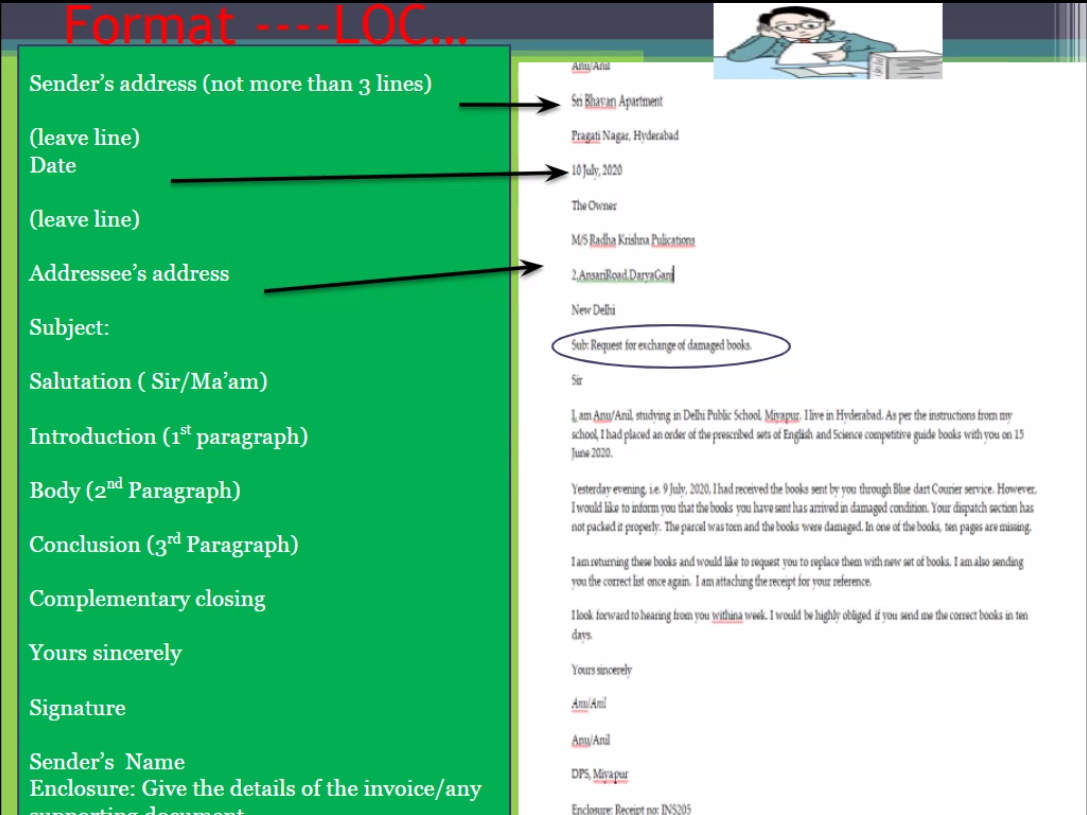 Format ----LOC...
Sender's address (not more than 3 lines)
(leave line)
Date
(leave line)
Addressee's address
Subject:
Salutation ( Sir/Ma'am)
Introduction (1st paragraph)
Body (2nd Paragraph)
Conclusion (3rd Paragraph)
Complementary closing
Yours sincerely
Signature
Sender's Name
Enclosure: Give the details of the invoice/any
supporting document
Anu/Anil
Sri Bhavan Apartment
Pragati Nagar, Hyderabad
10 July, 2020
The Owner
M/S Radha Krishna Pulications
2,AnsariRoad,DaryaGanj
New Delhi
Sub: Request for exchange of damaged books.
Sir
I, am Anu/Anil, studying in Delhi Public School, Miyapur. I live in Hyderabad. As per the instructions from my
school, I had placed an order of the prescribed sets of English and Science competitive guide books with you on 15
June 2020.
Yesterday evening, i.e. 9 July, 2020, I had received the books sent by you through Blue dart Courier service. However,
I would like to inform you that the books you have sent has arrived in damaged condition. Your dispatch section has
not packed it properly. The parcel was torn and the books were damaged. In one of the books, ten pages are missing.
I am returning these books and would like to request you to replace them with new set of books. I am also sending
you the correct list once again. I am attaching the receipt for your reference.
I look forward to hearing from you withina week. I would be highly obliged if you send me the correct books in ten
days.
Yours sincerely
Anu/Anil
Anu/Anil
DPS, Miyapur
Enclosure: Receipt no: INS205